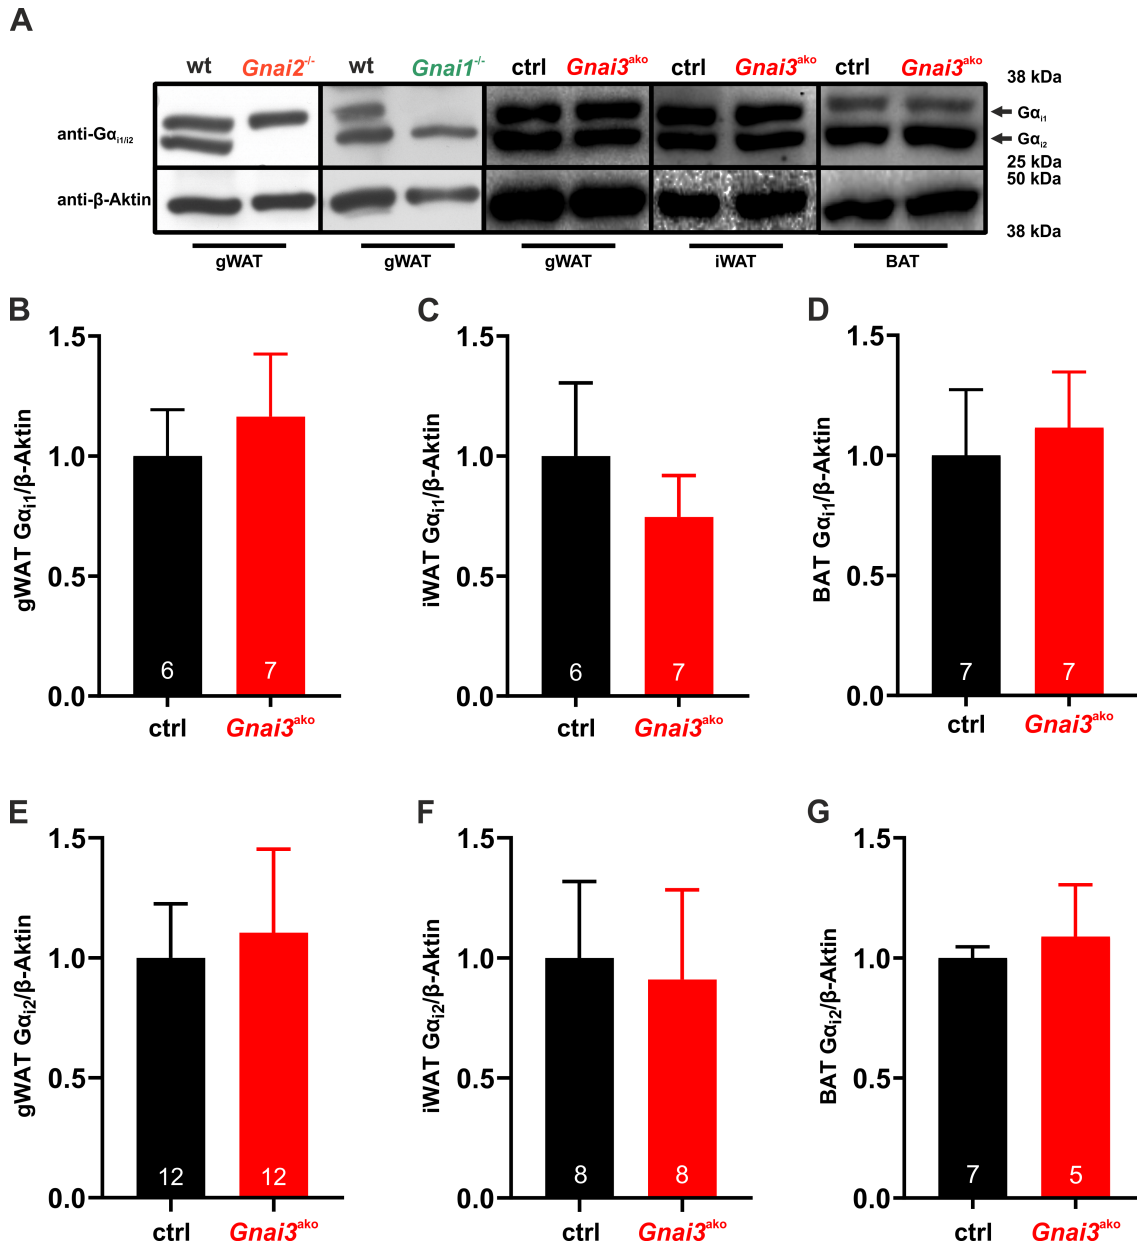 A
wt Gnai2-/- wt Gnai1-/- ctrl Gnai3ako ctrl Gnai3ako ctrl Gnai3ako
38 kDa
Gαi1
anti-Gαi1/i2
Gαi2
25 kDa
50 kDa
anti-β-Aktin
38 kDa
gWAT gWAT gWAT iWAT BAT
B
gWAT Gαi1/β-Aktin
1.5
1.0
0.5
0.0
6 7
ctrl Gnai3ako
C
iWAT Gαi1/β-Aktin
1.5
1.0
0.5
0.0
6 7
ctrl Gnai3ako
D
BAT Gαi1/β-Aktin
1.5
1.0
0.5
0.0
7 7
ctrl Gnai3ako
E
gWAT Gαi2/β-Aktin
1.5
1.0
0.5
0.0
12 12
ctrl Gnai3ako
F
iWAT Gαi2/β-Aktin
1.5
1.0
0.5
0.0
8 8
ctrl Gnai3ako
G
BAT Gαi2/β-Aktin
1.5
1.0
0.5
0.0
7 5
ctrl Gnai3ako